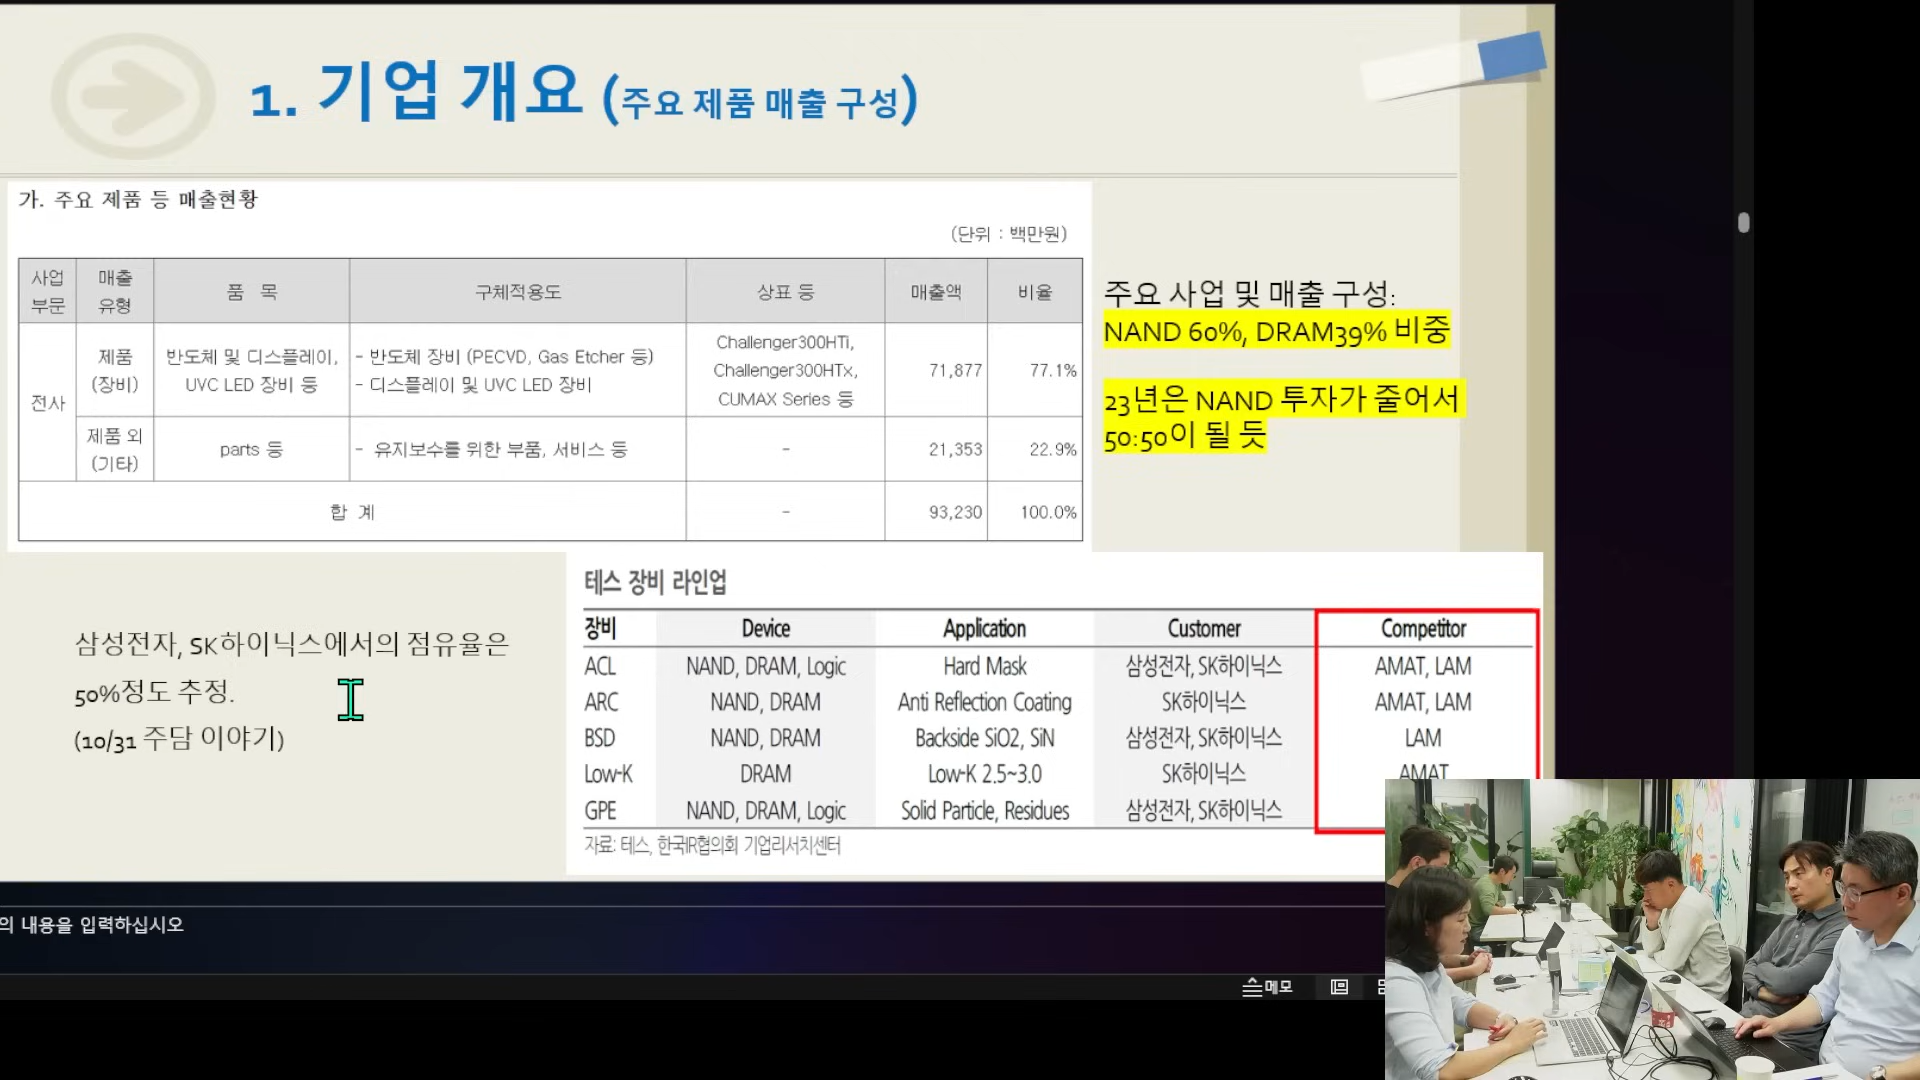 1. 기업 개요 (주요 제품 매출 구성)
가. 주요 제품 등 매출현황
(단위 : 백만원)
사업 부문 매출 유형 품 목 구체적용도 상표 등 매출액 비율
전사
제품 (장비)
반도체 및 디스플레이,
UVC LED 장비 등
- 반도체 장비 (PECVD, Gas Etcher 등)
- 디스플레이 및 UVC LED 장비
Challenger300HTi,
Challenger300HTx,
CUMAX Series 등
71,877 77.1%
제품 외 (기타)
parts 등
- 유지보수를 위한 부품, 서비스 등
-
21,353 22.9%
합 계 - 93,230 100.0%
주요 사업 및 매출 구성:
NAND 60%, DRAM39% 비중
23년은 NAND 투자가 줄어서
50:50이 될 듯
삼성전자, SK하이닉스에서의 점유율은
50%정도 추정.
(10/31 주담 이야기)
테스 장비 라인업
장비 Device Application Customer Competitor
ACL NAND, DRAM, Logic Hard Mask 삼성전자, SK하이닉스 AMAT, LAM
ARC NAND, DRAM Anti Reflection Coating SK하이닉스 AMAT, LAM
BSD NAND, DRAM Backside SiO2, SiN 삼성전자, SK하이닉스 LAM
Low-K DRAM Low-K 2.5~3.0 SK하이닉스 AMAT
GPE NAND, DRAM, Logic Solid Particle, Residues 삼성전자, SK하이닉스
자료: 테스, 한국IR협의회 기업리서치센터
의 내용을 입력하십시오
메모